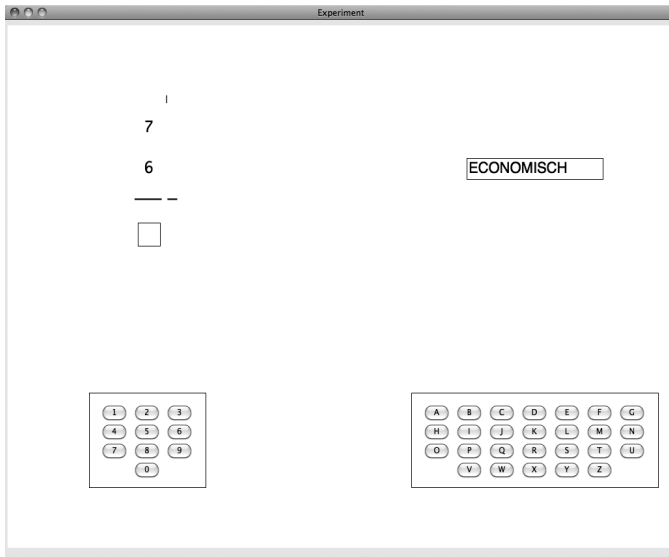 Experiment
I
7
6
ECONOMISCH
1 2 3
4 5 6
7 8 9
0
A B C D E F G
H I J K L M N
O P Q R S T U
V W X Y Z